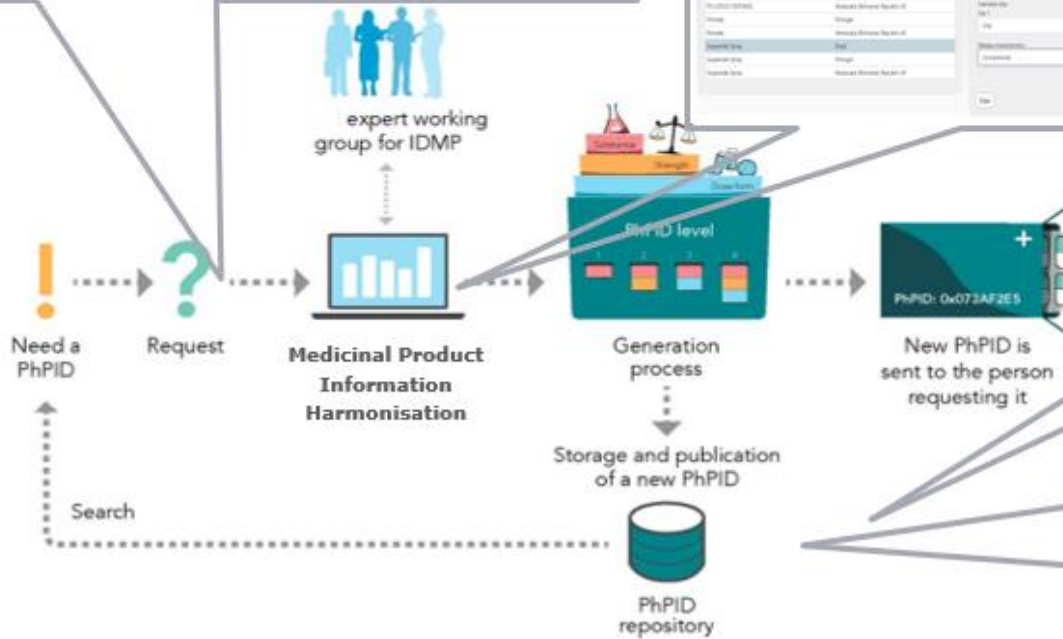 expert working
group for IDMP
Substance
Strength
Dose form
PhPID level
1 2 3 4
PhPID: 0x073AF2E5
Need a
PhPID
Request
Medicinal Product
Information
Harmonisation
Generation
process
New PhPID is
sent to the person
requesting it
Storage and publication
of a new PhPID
Search
PhPID
repository